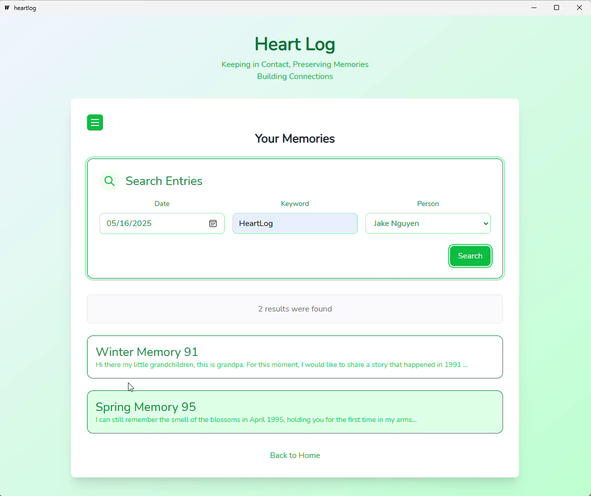 heartlog
Heart Log
Keeping in Contact, Preserving Memories
Building Connections
Your Memories
Search Entries
Date Keyword Person
05/16/2025 HeartLog Jake Nguyen
Search
2 results were found
Winter Memory 91
Hi there my little grandchildren, this is grandpa. For this moment, I would like to share a story that happened in 1991 ...
Spring Memory 95
I can still remember the smell of the blossoms in April 1995, holding you for the first time in my arms...
Back to Home